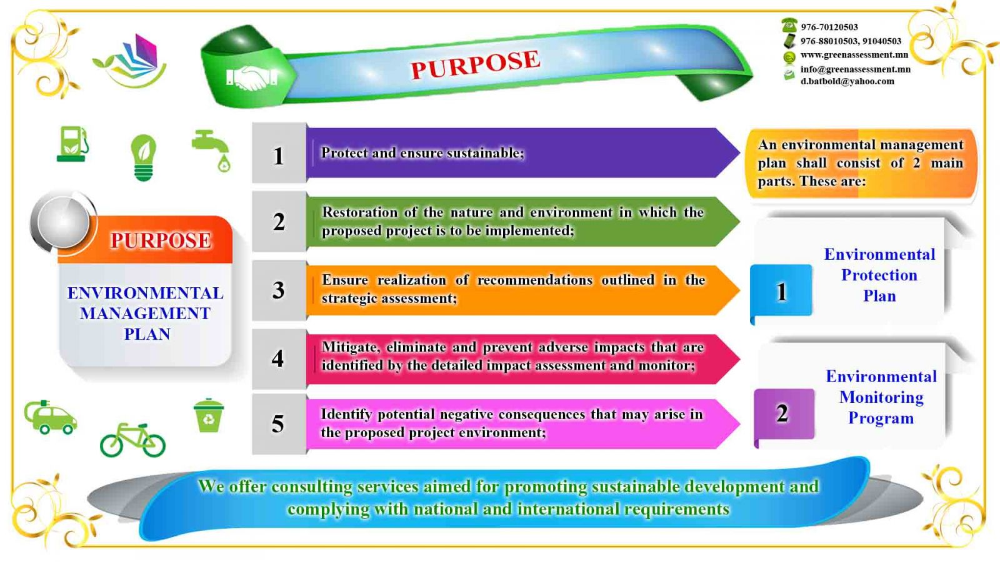 PURPOSE
976-70120503
976-88010503, 91040503
www.greenassessment.mn
info@greenassessment.mn
d.batbold@yahoo.com
PURPOSE
ENVIRONMENTAL
MANAGEMENT
PLAN
1
Protect and ensure sustainable;
2
Restoration of the nature and environment in which the
proposed project is to be implemented;
3
Ensure realization of recommendations outlined in the
strategic assessment;
4
Mitigate, eliminate and prevent adverse impacts that are
identified by the detailed impact assessment and monitor;
5
Identify potential negative consequences that may arise in
the proposed project environment;
An environmental management
plan shall consist of 2 main
parts. These are:
1
Environmental
Protection
Plan
2
Environmental
Monitoring
Program
We offer consulting services aimed for promoting sustainable development and
complying with national and international requirements